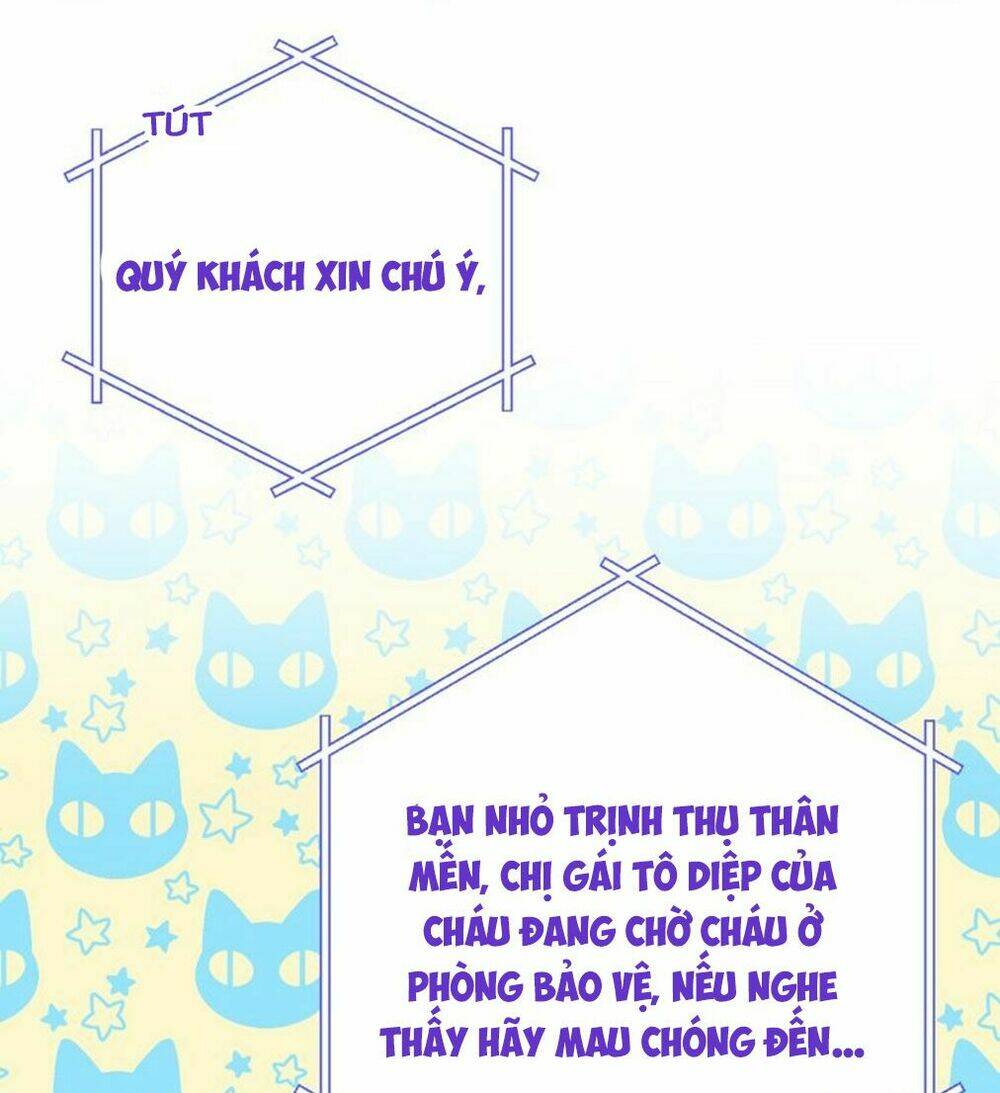 TÚT
QUÝ KHÁCH XIN CHÚ Ý,
BẠN NHỎ TRỊNH THỤ THÂN
MẾN, CHỊ GÁI TÔ DIỆP CỦA
CHÁU ĐANG CHỜ CHÁU Ở
PHÒNG BẢO VỆ, NẾU NGHE
THẤY HÃY MAU CHÓNG ĐẾN...